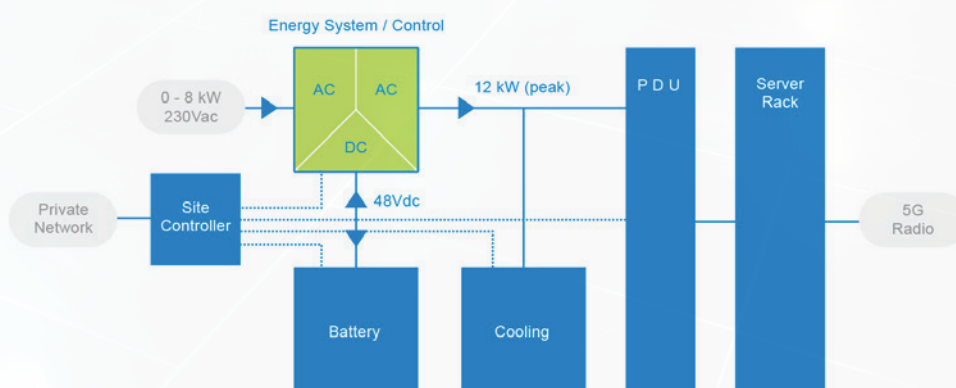 Energy System / Control
AC
AC
DC
0 - 8 kW
230Vac
12 kW (peak)
P D U
Server
Rack
48Vdc
Private
Network
Site
Controller
5G
Radio
Battery
Cooling